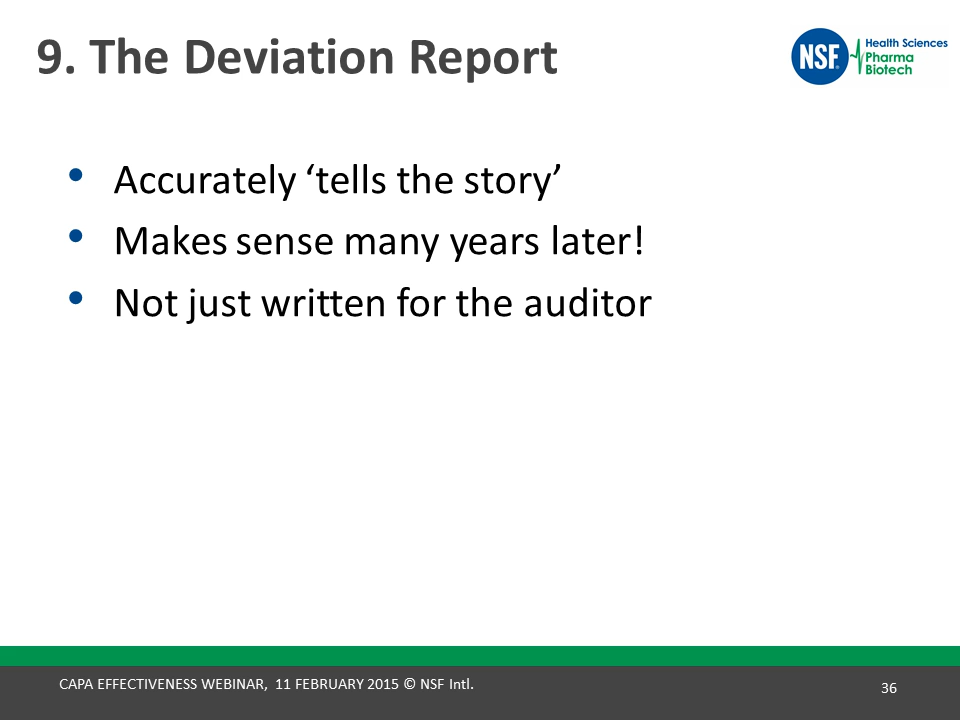 9. The Deviation Report
NSF.
Health Sciences
Pharma
Biotech
• Accurately ‘tells the story’
• Makes sense many years later!
• Not just written for the auditor
CAPA EFFECTIVENESS WEBINAR, 11 FEBRUARY 2015 © NSF Intl.
36